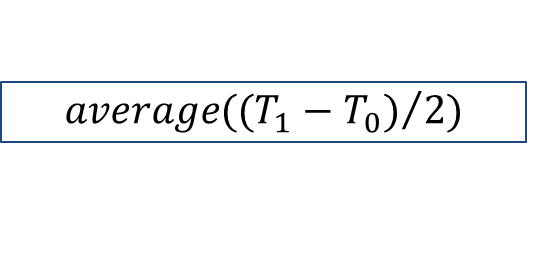 average((T₁ − T₀)/2)